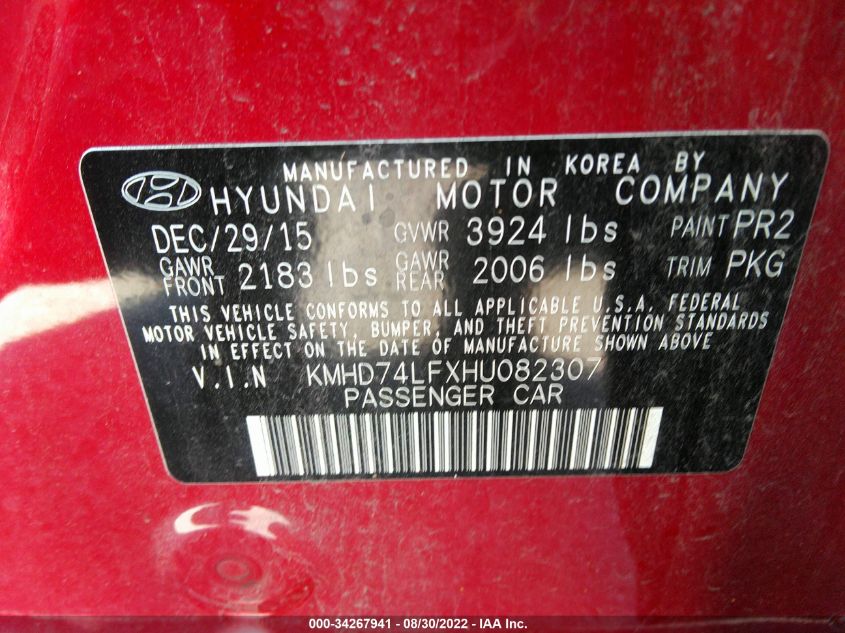 MANUFACTURED IN KOREA BY
HYUNDAI MOTOR COMPANY
DEC/29/15 GVWR 3924 lbs PAINT PR2
GAWR FRONT 2183 lbs GAWR REAR 2006 lbs TRIM PKG
THIS VEHICLE CONFORMS TO ALL APPLICABLE U.S.A. FEDERAL
MOTOR VEHICLE SAFETY, BUMPER, AND THEFT PREVENTION STANDARDS
IN EFFECT ON THE DATE OF MANUFACTURE SHOWN ABOVE
V.I.N KMHD74LFXHU082307
PASSENGER CAR
000-34267941 - 08/30/2022 - IAA Inc.